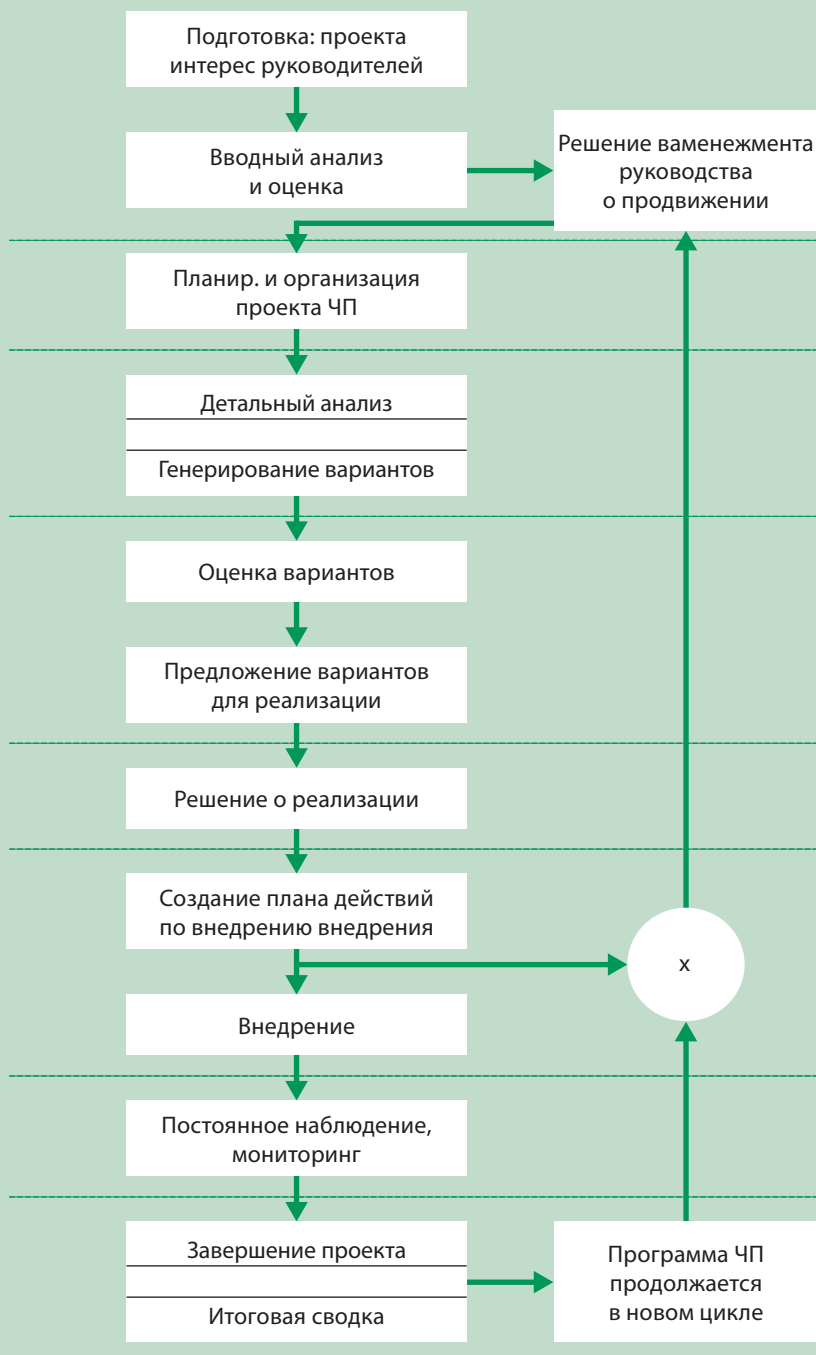 Подготовка: проекта
интерес руководителей
Вводный анализ
и оценка
Решение ваменежмента
руководства
о продвижении
Планир. и организация
проекта ЧП
Детальный анализ
Генерирование вариантов
Оценка вариантов
Предложение вариантов
для реализации
Решение о реализации
Создание плана действий
по внедрению внедрения
x
Внедрение
Постоянное наблюдение,
мониторинг
Завершение проекта
Итоговая сводка
Программа ЧП
продолжается
в новом цикле